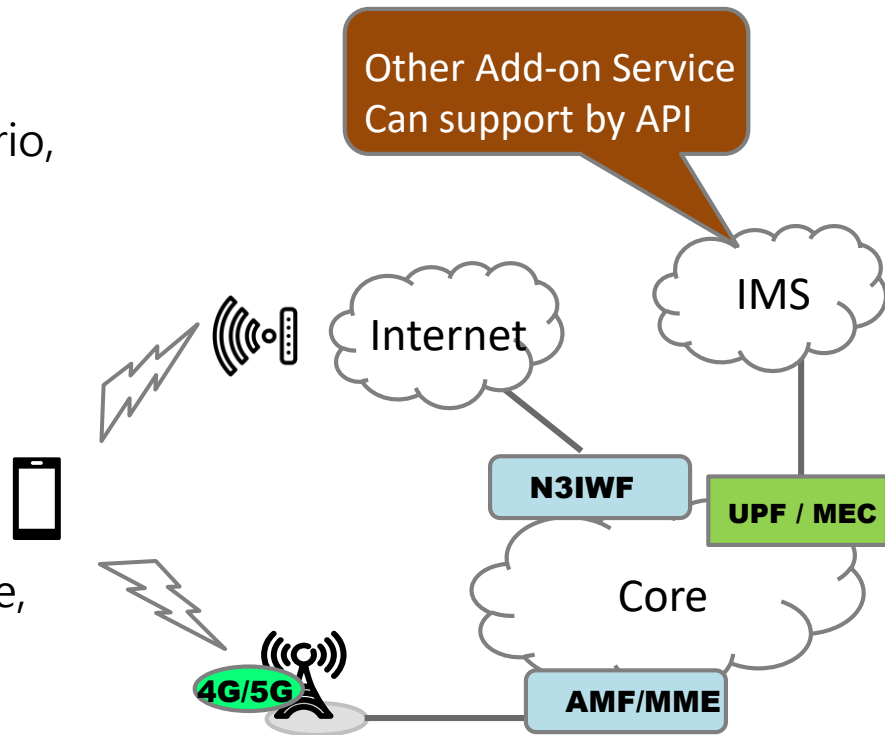 Other Add-on Service
Can support by API
rio,
IMS
Internet
N3IWF
UPF / MEC
e,
Core
4G/5G
AMF/MME